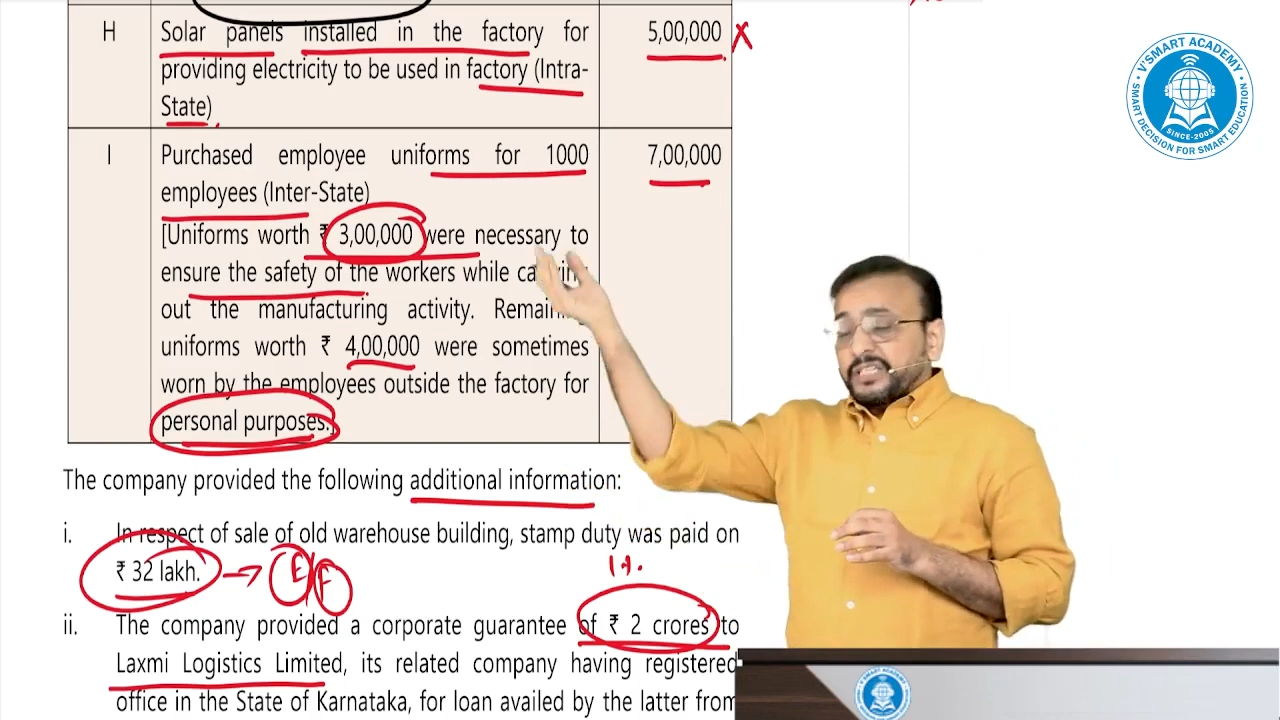 H Solar panels installed in the factory for 5,00,000 X
providing electricity to be used in factory (Intra-
State)
I Purchased employee uniforms for 1000 7,00,000
employees (Inter-State)
[Uniforms worth ₹ 3,00,000 were necessary to
ensure the safety of the workers while
out the manufacturing activity.
uniforms worth ₹ 4,00,000 were sometimes
worn by the employees outside the factory for
personal purposes.]
The company provided the following additional information:
i. In respect of sale of old warehouse building, stamp duty was paid on
₹ 32 lakh. → E/F
ii. The company provided a corporate guarantee of ₹ 2 crores to
Laxmi Logistics Limited, its related company having registered
office in the State of Karnataka, for loan availed by the latter from
V'SMART ACADEMY
SMART DECISION FOR SMART EDUCATION
SINCE-2005